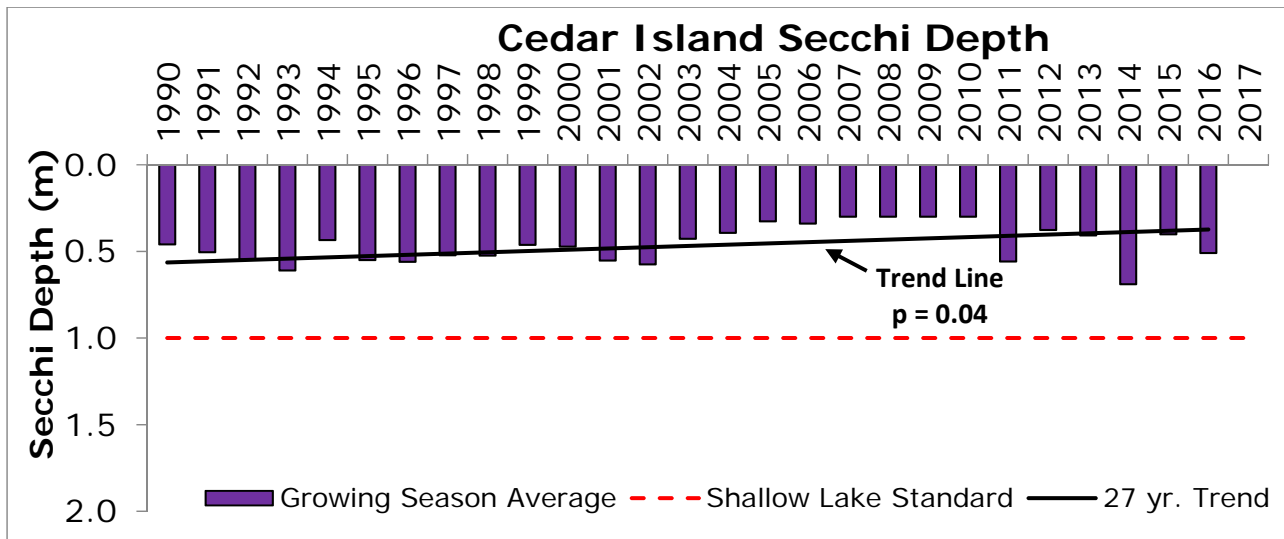 Cedar Island Secchi Depth
1990 1991 1992 1993 1994 1995 1996 1997 1998 1999 2000 2001 2002 2003 2004 2005 2006 2007 2008 2009 2010 2011 2012 2013 2014 2015 2016 2017
Secchi Depth (m)
0.0
0.5
1.0
1.5
2.0
Trend Line
p = 0.04
Growing Season Average Shallow Lake Standard 27 yr. Trend